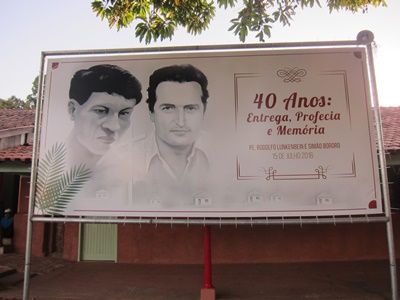 40 Anos:
Entrega, Profecia
e Memória
PE. RODOLFO LUNKENBEIN E SIMÃO BORORO
15 DE JULHO 2016